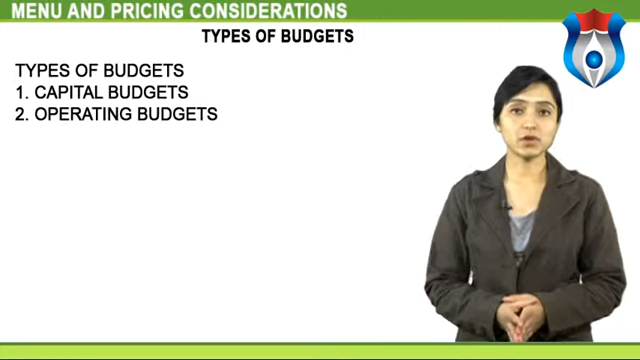 MENU AND PRICING CONSIDERATIONS
TYPES OF BUDGETS
TYPES OF BUDGETS
1. CAPITAL BUDGETS
2. OPERATING BUDGETS